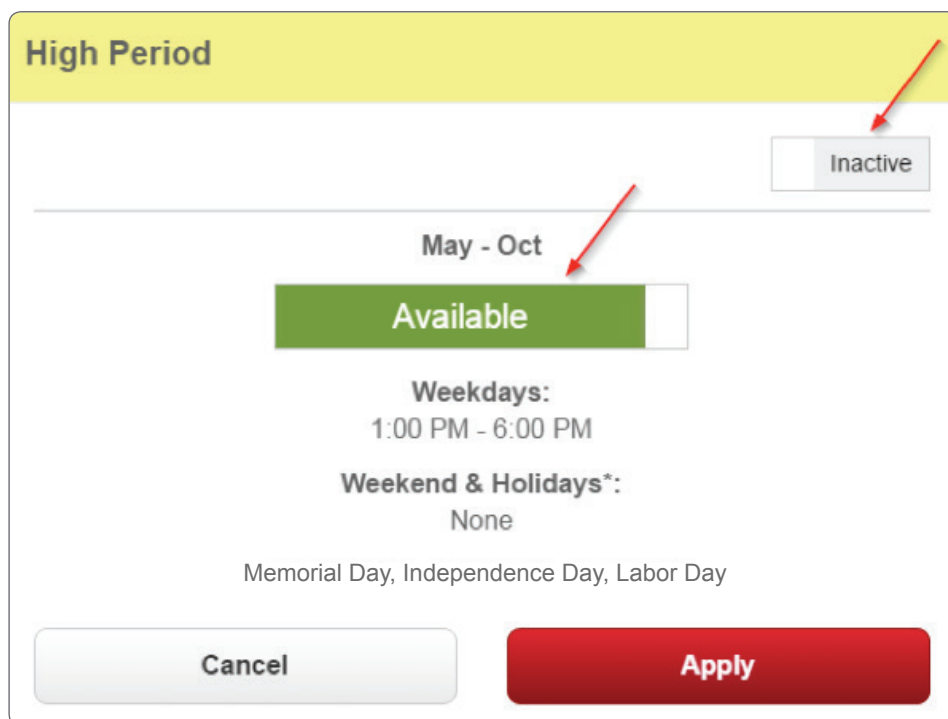 High Period
Inactive
May - Oct
Available
Weekdays:
1:00 PM - 6:00 PM
Weekend & Holidays*:
None
Memorial Day, Independence Day, Labor Day
Cancel
Apply